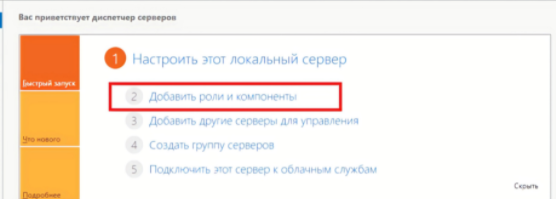 Вас приветствует диспетчер серверов
Быстрый запуск
Что нового
Подробнее
1 Настроить этот локальный сервер
2 Добавить роли и компоненты
3 Добавить другие серверы для управления
4 Создать группу серверов
5 Подключить этот сервер к облачным службам
Скрыть